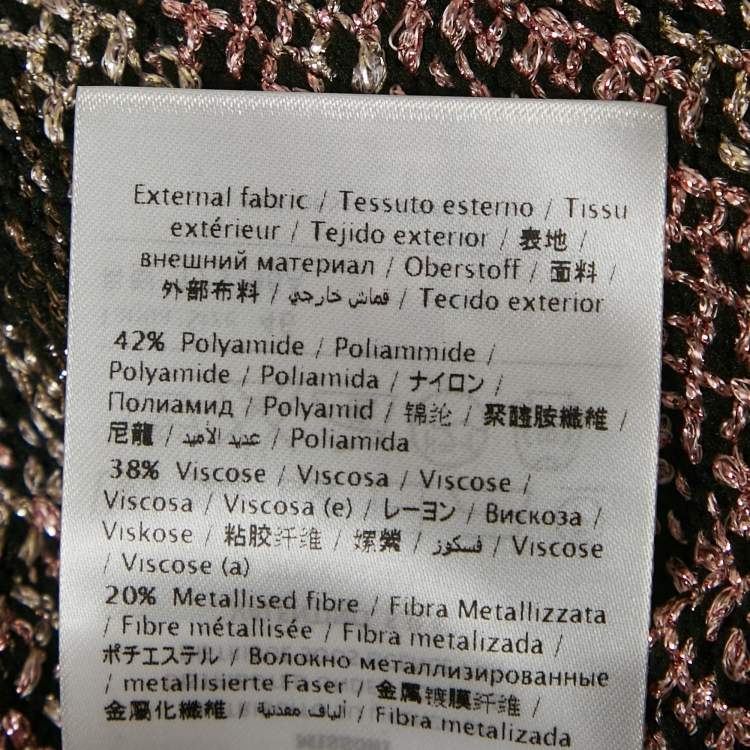 External fabric / Tessuto esterno / Tissu
extérieur / Tejido exterior / 表地 /
внешний материал / Oberstoff / 面料 /
外部布料 / قماش خارجي / Tecido exterior
42% Polyamide / Poliammide /
Polyamide / Poliamida / ナイロン /
Полиамид / Polyamid / 锦纶 / 聚醯胺纖維 /
尼龍 / عديد الأميد / Poliamida
38% Viscose / Viscosa / Viscose /
Viscosa / Viscosa (e) / レーヨン / Вискоза /
Viskose / 粘胶纤维 / 嫘縈 / فسكوز / Viscose
/ Viscose (a)
20% Metallised fibre / Fibra Metallizzata
/ Fibre métallisée / Fibra metalizada /
ポチエステル / Волокно металлизированные
/ metallisierte Faser / 金属镀膜纤维 /
金屬化纖維 / ألياف معدنية / Fibra metalizada